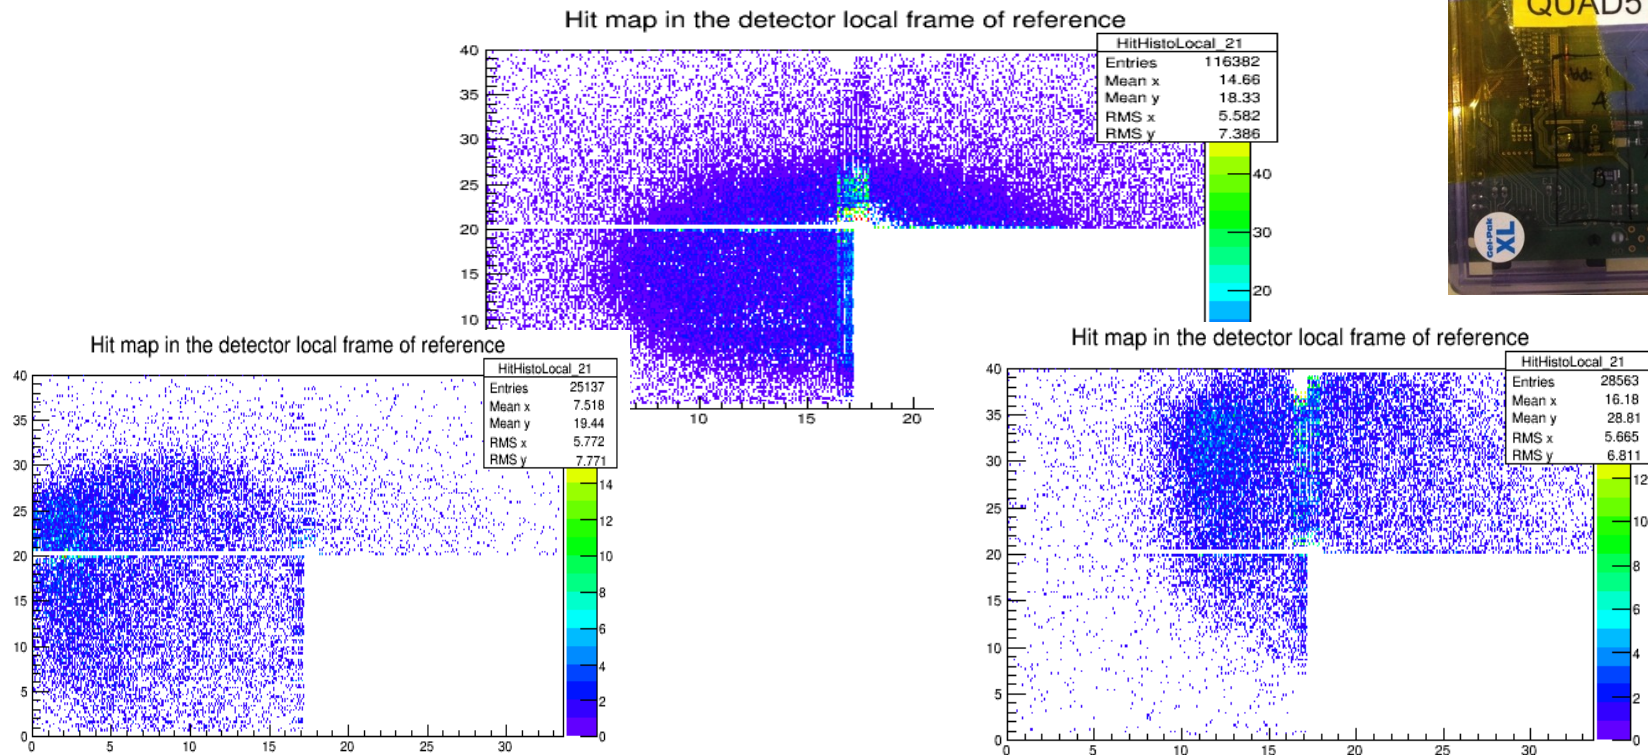 Hit map in the detector local frame of reference
HitHistoLocal_21
Entries 116382
Mean x 14.66
Mean y 18.33
RMS x 5.582
RMS y 7.386
40
35
30
25
20
15
10
40
30
20
10 15 20
QUAD5
Gel-Pak
XL
A
B
Hit map in the detector local frame of reference
HitHistoLocal_21
Entries 25137
Mean x 7.518
Mean y 19.44
RMS x 5.772
RMS y 7.771
40
35
30
25
20
15
10
5
0
14
12
10
8
6
4
2
0
0 5 10 15 20 25 30
Hit map in the detector local frame of reference
HitHistoLocal_21
Entries 28563
Mean x 16.18
Mean y 28.81
RMS x 5.665
RMS y 6.811
40
35
30
25
20
15
10
5
0
12
10
8
6
4
2
0
0 5 10 15 20 25 30